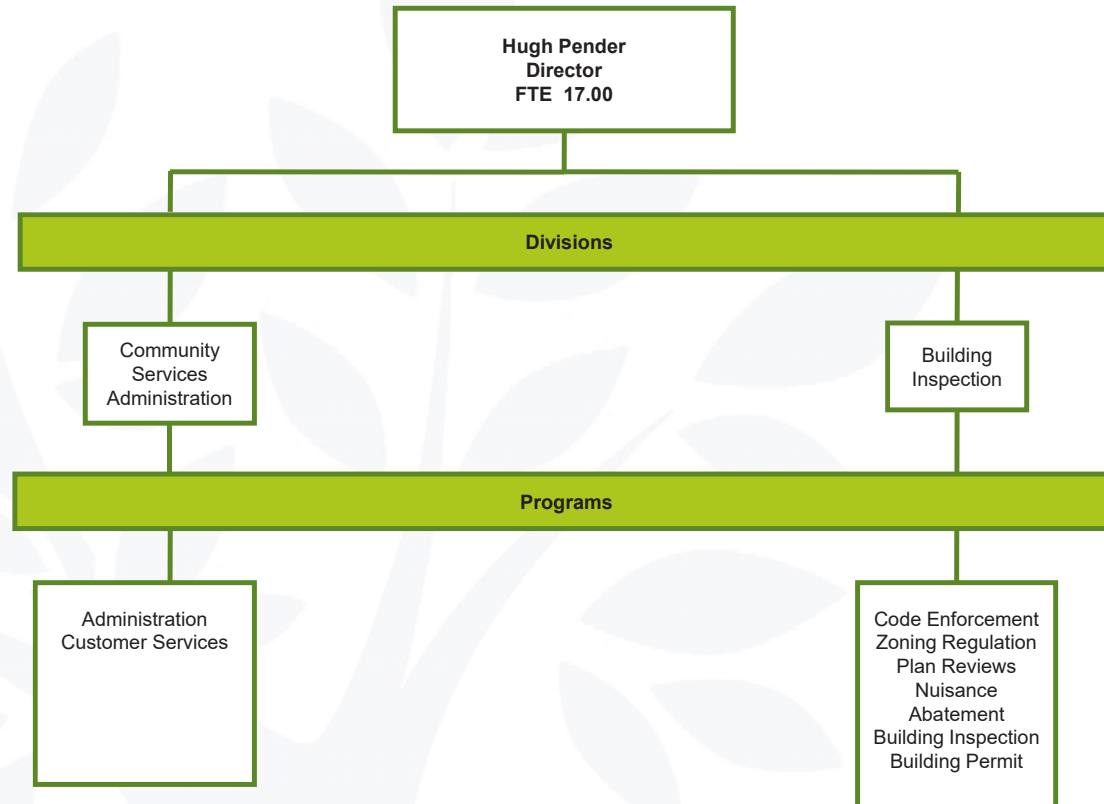 Hugh Pender
Director
FTE 17.00
Divisions
Community
Services
Administration
Building
Inspection
Programs
Administration
Customer Services
Code Enforcement
Zoning Regulation
Plan Reviews
Nuisance
Abatement
Building Inspection
Building Permit